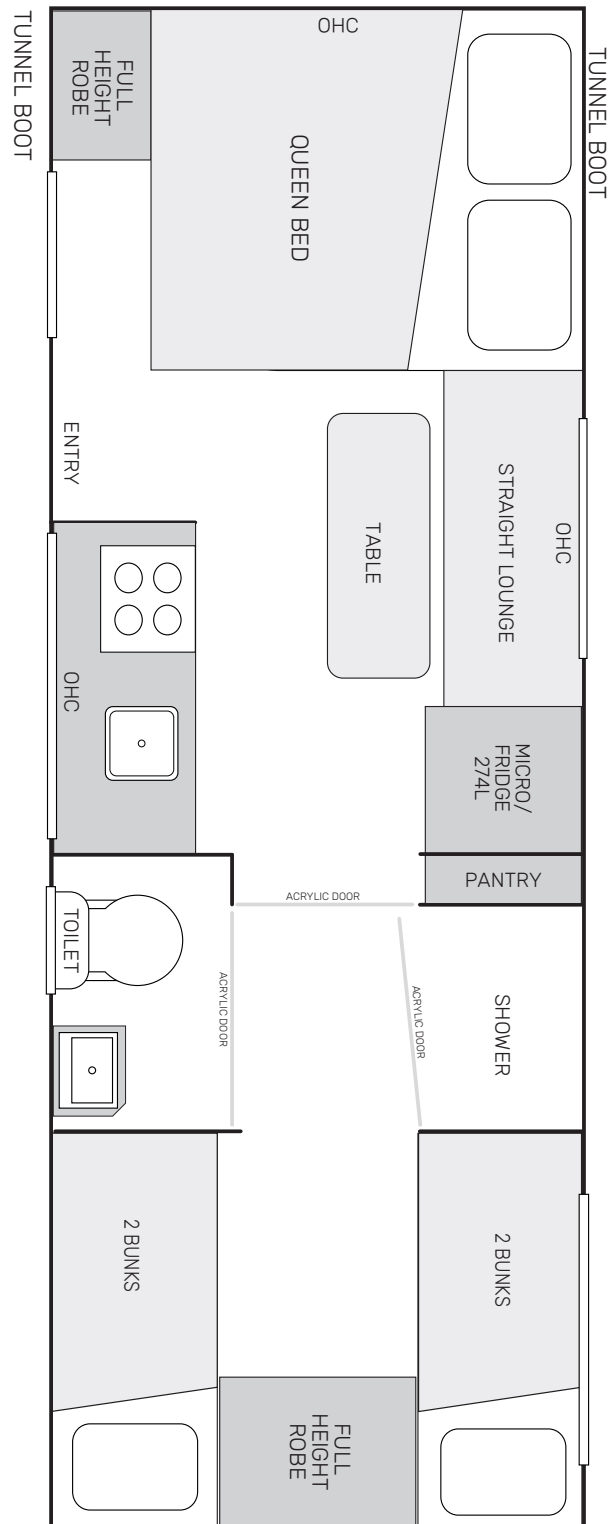 TUNNEL BOOT
TUNNEL BOOT
OHC
FULL
HEIGHT
ROBE
QUEEN BED
ENTRY
STRAIGHT LOUNGE
OHC
TABLE
OHC
MICRO/
FRIDGE
274L
PANTRY
ACRYLIC DOOR
TOILET
ACRYLIC DOOR
ACRYLIC DOOR
SHOWER
2 BUNKS
2 BUNKS
FULL
HEIGHT
ROBE